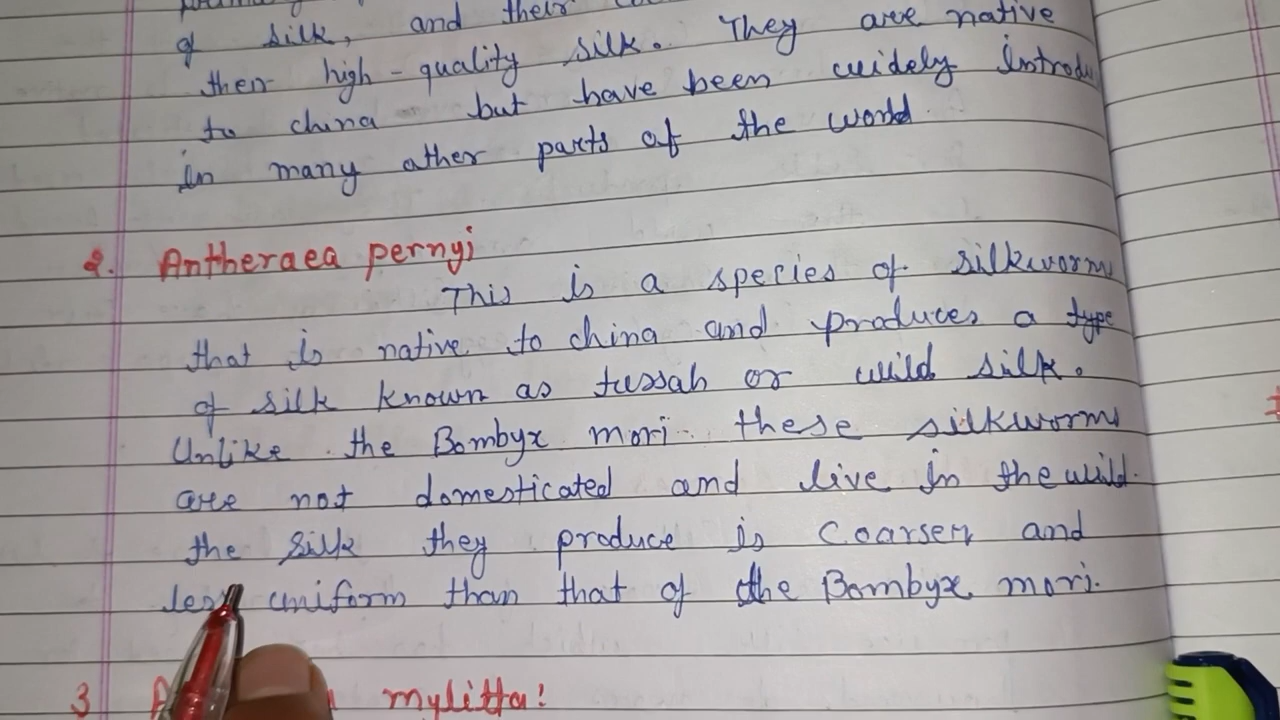 of silk, and their
their high-quality silk. They are native
to china but have been widely Introdu
in many other parts of the world.
2. Antheraea pernyi
This is a species of silkworm
that is native to china and produces a type
of silk known as tussah or wild silk.
Unlike the Bombyx mori. these silkworms
are not domesticated and live in the wild.
the silk they produce is Coarser and
less uniform than that of the Bombyx mori.
3 mylitta: